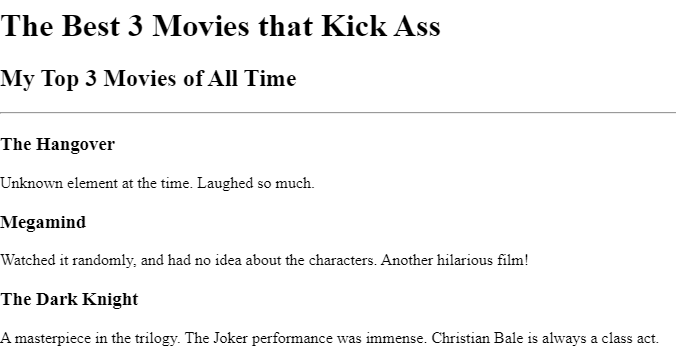 The Best 3 Movies that Kick Ass
My Top 3 Movies of All Time
The Hangover
Unknown element at the time. Laughed so much.
Megamind
Watched it randomly, and had no idea about the characters. Another hilarious film!
The Dark Knight
A masterpiece in the trilogy. The Joker performance was immense. Christian Bale is always a class act.